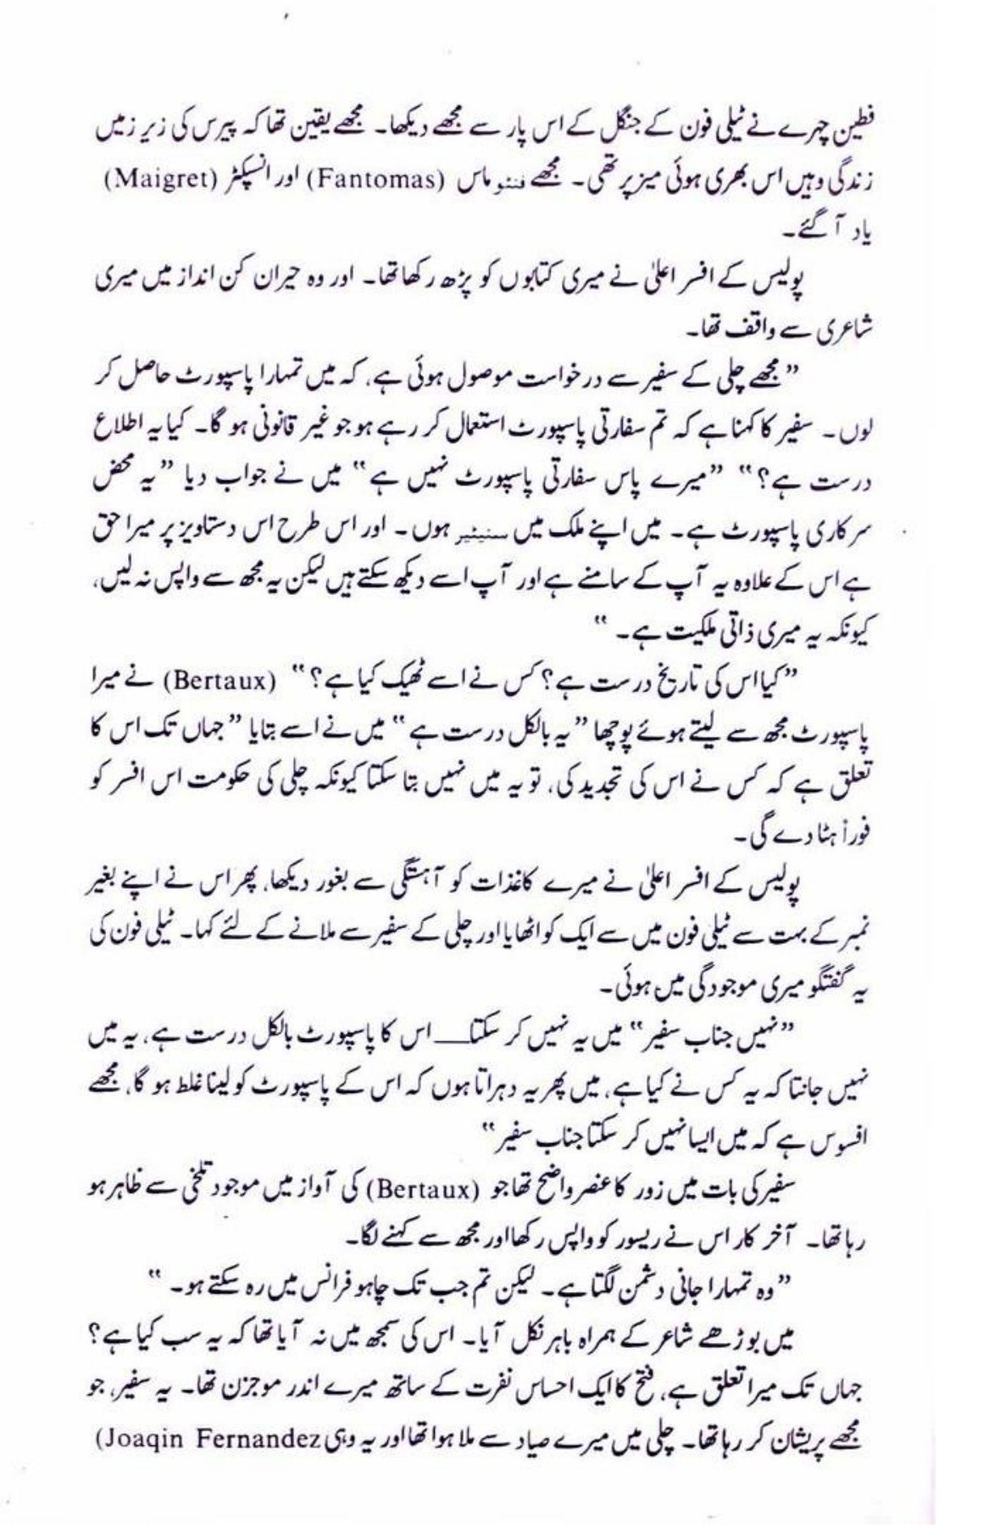 فطین چہرے نے ٹیلی فون کے جنگل کے اس پار سے مجھے دیکھا۔ مجھے یقین تھا کہ پیرس کی زیر زمیں
زندگی وہیں اس بھری ہوئی میز پر تھی۔ مجھے فنٹوماس (Fantomas) اور انسپکٹر (Maigret)
یاد آ گئے۔
پولیس کے افسر اعلیٰ نے میری کتابوں کو پڑھ رکھا تھا۔ اور وہ حیران کن انداز میں میری
شاعری سے واقف تھا۔
”مجھے چلی کے سفیر سے درخواست موصول ہوئی ہے، کہ میں تمہارا پاسپورٹ حاصل کر
لوں۔ سفیر کا کہنا ہے کہ تم سفارتی پاسپورٹ استعمال کر رہے ہو جو غیر قانونی ہو گا۔ کیا یہ اطلاع
درست ہے؟“ ”میرے پاس سفارتی پاسپورٹ نہیں ہے“ میں نے جواب دیا ”یہ محض
سرکاری پاسپورٹ ہے۔ میں اپنے ملک میں سنیٹیر ہوں۔ اور اس طرح اس دستاویز پر میرا حق
ہے اس کے علاوہ یہ آپ کے سامنے ہے اور آپ اسے دیکھ سکتے ہیں لیکن یہ مجھ سے واپس نہ لیں،
کیونکہ یہ میری ذاتی ملکیت ہے۔“
”کیا اس کی تاریخ درست ہے؟ کس نے اسے ٹھیک کیا ہے؟“ (Bertaux) نے میرا
پاسپورٹ مجھ سے لیتے ہوئے پوچھا ”یہ بالکل درست ہے“ میں نے اسے بتایا ”جہاں تک اس کا
تعلق ہے کہ کس نے اس کی تجدید کی، تو یہ میں نہیں بتا سکتا کیونکہ چلی کی حکومت اس افسر کو
فوراً ہٹا دے گی۔
پولیس کے افسر اعلیٰ نے میرے کاغذات کو آہستگی سے بغور دیکھا، پھر اس نے اپنے بغیر
نمبر کے بہت سے ٹیلی فون میں سے ایک کو اٹھایا اور چلی کے سفیر سے ملانے کے لئے کہا۔ ٹیلی فون کی
یہ گفتگو میری موجودگی میں ہوئی۔
”نہیں جناب سفیر“ میں یہ نہیں کر سکتا__ اس کا پاسپورٹ بالکل درست ہے، یہ میں
نہیں جانتا کہ یہ کس نے کیا ہے، میں پھر یہ دہراتا ہوں کہ اس کے پاسپورٹ کو لینا غلط ہو گا، مجھے
افسوس ہے کہ میں ایسا نہیں کر سکتا جناب سفیر“
سفیر کی بات میں زور کا عنصر واضح تھا جو (Bertaux) کی آواز میں موجود تلخی سے ظاہر ہو
رہا تھا۔ آخر کار اس نے ریسور کو واپس رکھا اور مجھ سے کہنے لگا۔
”وہ تمہارا جانی دشمن لگتا ہے۔ لیکن تم جب تک چاہو فرانس میں رہ سکتے ہو۔“
میں بوڑھے شاعر کے ہمراہ باہر نکل آیا۔ اس کی سمجھ میں نہ آیا تھا کہ یہ سب کیا ہے؟
جہاں تک میرا تعلق ہے، فتح کا ایک احساس نفرت کے ساتھ میرے اندر موجزن تھا۔ یہ سفیر، جو
مجھے پریشان کر رہا تھا۔ چلی میں میرے صیاد سے ملا ہوا تھا اور یہ وہی Joaqin Fernandez)